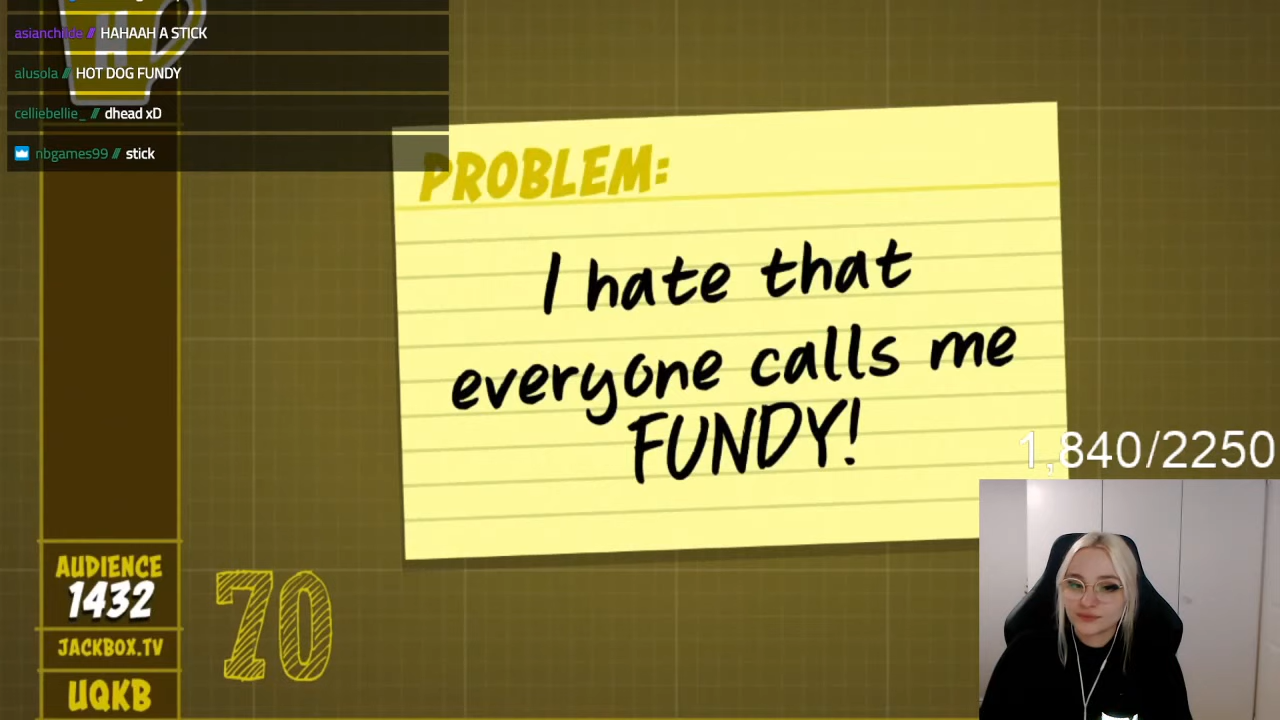 asianchilde // HAHAAH A STICK
alusola // HOT DOG FUNDY
celliebellie_ // dhead xD
nbgames99 // stick
PROBLEM:
I hate that
everyone calls me
FUNDY!
1,840/2250
AUDIENCE
1432
JACKBOX.TV
UQKB
70